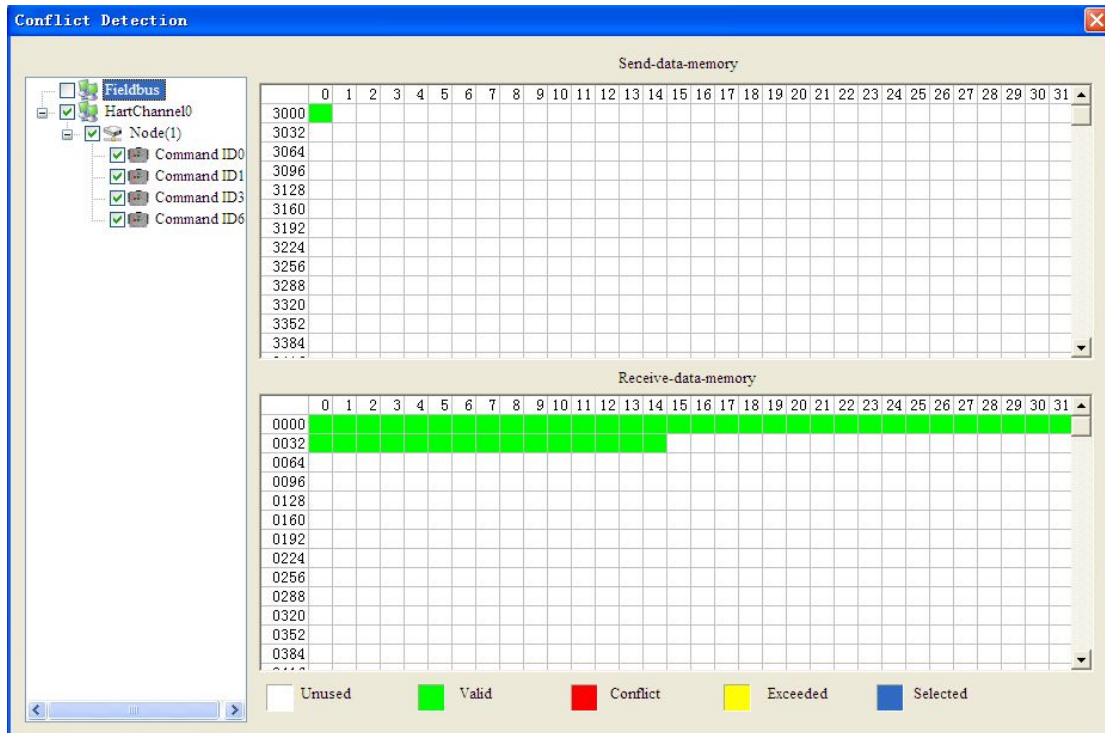 Conflict Detection
Fieldbus
HartChannel0
Node(1)
Command ID0
Command ID1
Command ID3
Command ID6
Send-data-memory
0 1 2 3 4 5 6 7 8 9 10 11 12 13 14 15 16 17 18 19 20 21 22 23 24 25 26 27 28 29 30 31
3000
3032
3064
3096
3128
3160
3192
3224
3256
3288
3320
3352
3384
Receive-data-memory
0 1 2 3 4 5 6 7 8 9 10 11 12 13 14 15 16 17 18 19 20 21 22 23 24 25 26 27 28 29 30 31
0000
0032
0064
0096
0128
0160
0192
0224
0256
0288
0320
0352
0384
Unused Valid Conflict Exceeded Selected